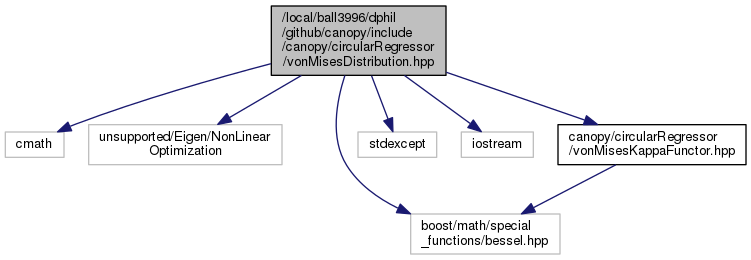 /local/ball3996/dphil
/github/canopy/include
/canopy/circularRegressor
/vonMisesDistribution.hpp
cmath
unsupported/Eigen/NonLinear
Optimization
stdexcept
iostream
canopy/circularRegressor
/vonMisesKappaFunctor.hpp
boost/math/special
_functions/bessel.hpp